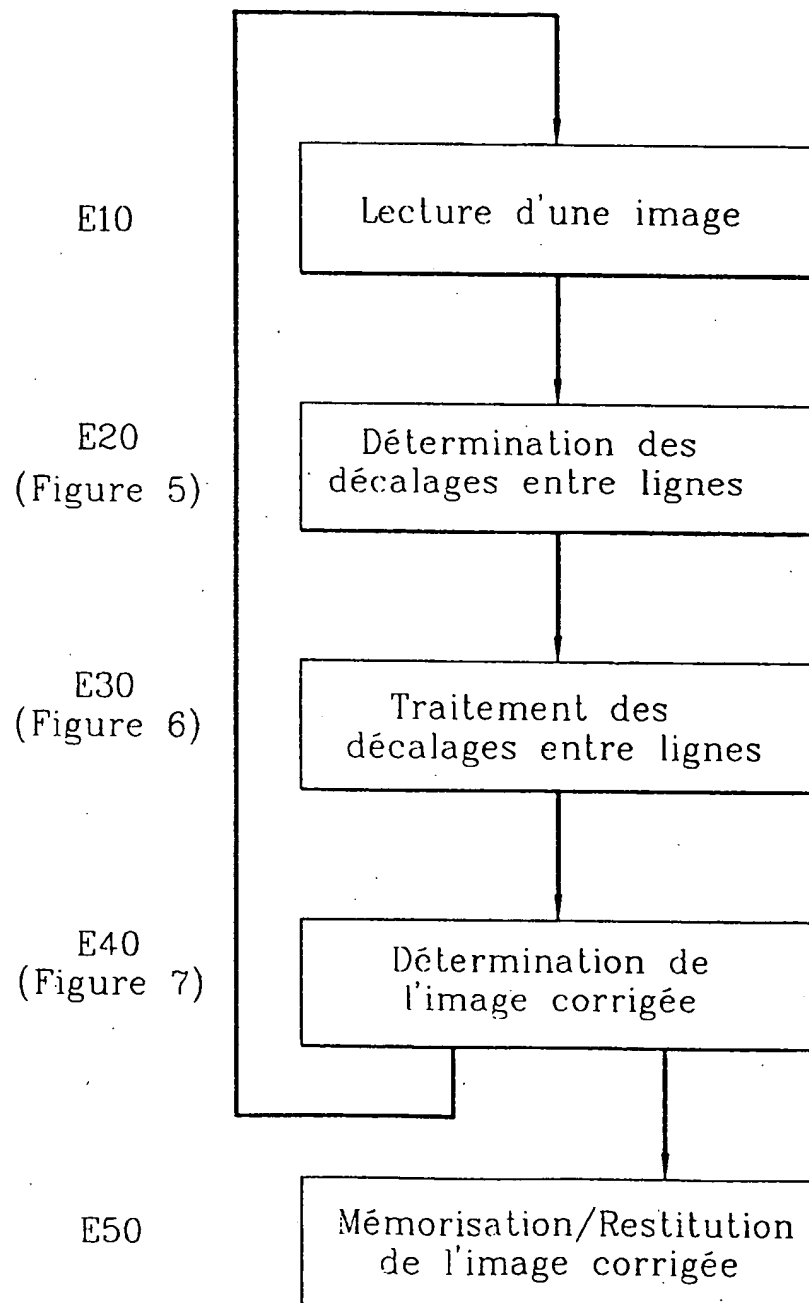 E10
Lecture d'une image
E20
(Figure 5)
Détermination des
décalages entre lignes
E30
(Figure 6)
Traitement des
décalages entre lignes
E40
(Figure 7)
Détermination de
l'image corrigée
E50
Mémorisation/Restitution
de l'image corrigée